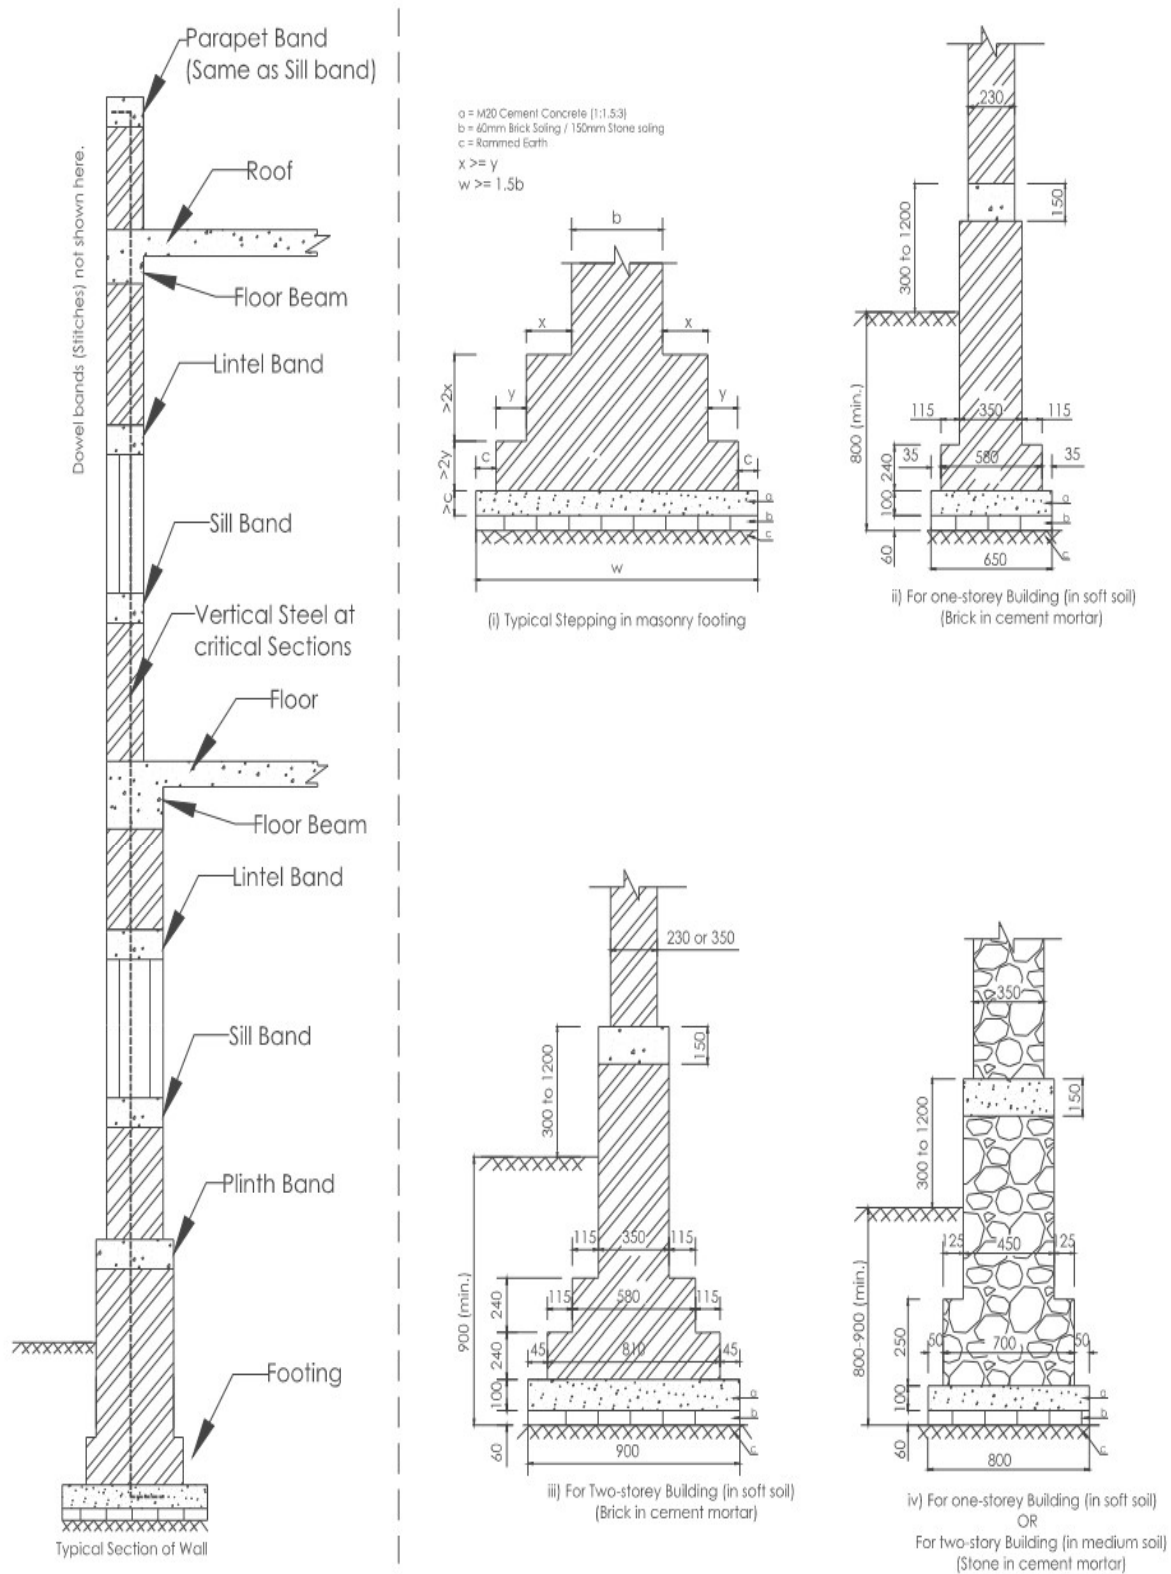 Parapet Band
(Same as Sill band)
Dowel bands (Stitches) not shown here.
Roof
Floor Beam
Lintel Band
Sill Band
Vertical Steel at
critical Sections
Floor
Floor Beam
Lintel Band
Sill Band
Plinth Band
Footing
Typical Section of Wall
a = M20 Cement Concrete (1:1.5:3)
b = 60mm Brick Soling / 150mm Stone soling
c = Rammed Earth
x >= y
w >= 1.5b
b
x
x
>2x
y
y
>2y
c
c
>c
a
b
c
w
(i) Typical Stepping in masonry footing
230
150
300 to 1200
800 (min.)
115
350
115
35
580
35
240
100
60
a
b
c
650
ii) For one-storey Building (in soft soil)
(Brick in cement mortar)
230 or 350
150
300 to 1200
900 (min.)
115
350
115
240
115
580
115
240
45
810
45
100
60
a
b
c
900
iii) For Two-storey Building (in soft soil)
(Brick in cement mortar)
350
150
300 to 1200
800-900 (min.)
125
450
125
250
50
700
50
100
60
a
b
c
800
iv) For one-storey Building (in soft soil)
OR
For two-story Building (in medium soil)
(Stone in cement mortar)